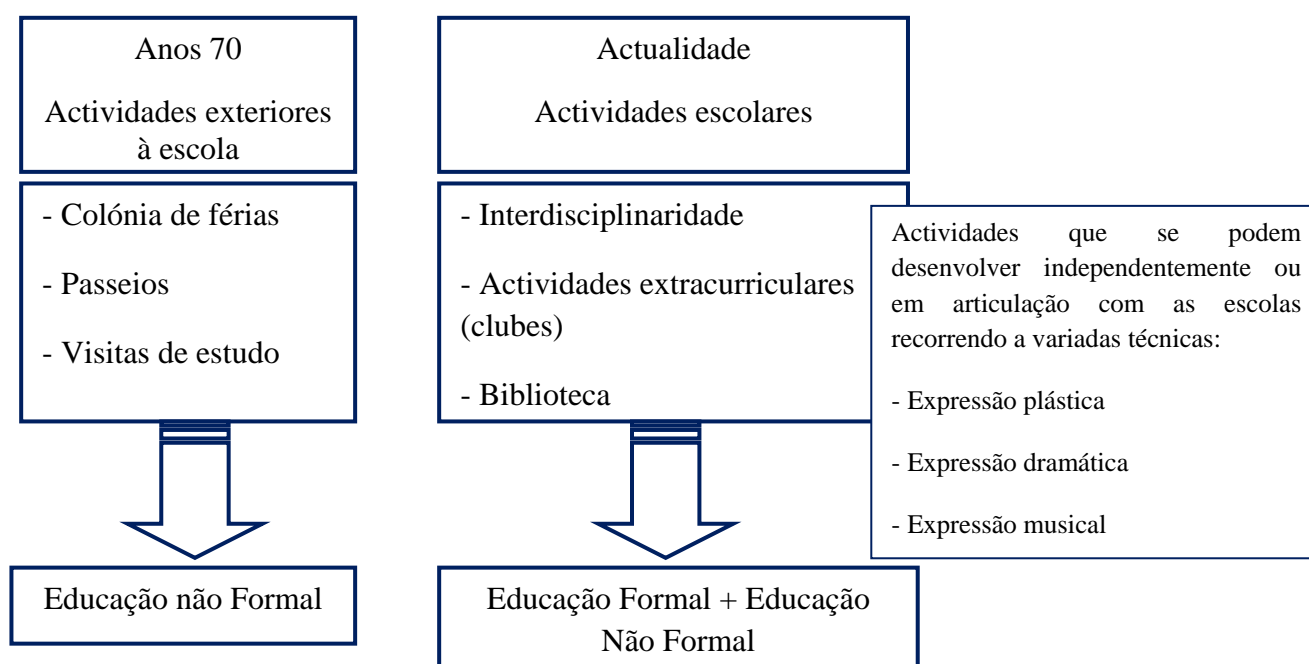 Anos 70
Actividades exteriores
à escola
- Colónia de férias
- Passeios
- Visitas de estudo
Educação não Formal
Actualidade
Actividades escolares
- Interdisciplinaridade
- Actividades extracurriculares
(clubes)
- Biblioteca
Educação Formal + Educação
Não Formal
Actividades que se podem
desenvolver independentemente ou
em articulação com as escolas
recorrendo a variadas técnicas:
- Expressão plástica
- Expressão dramática
- Expressão musical